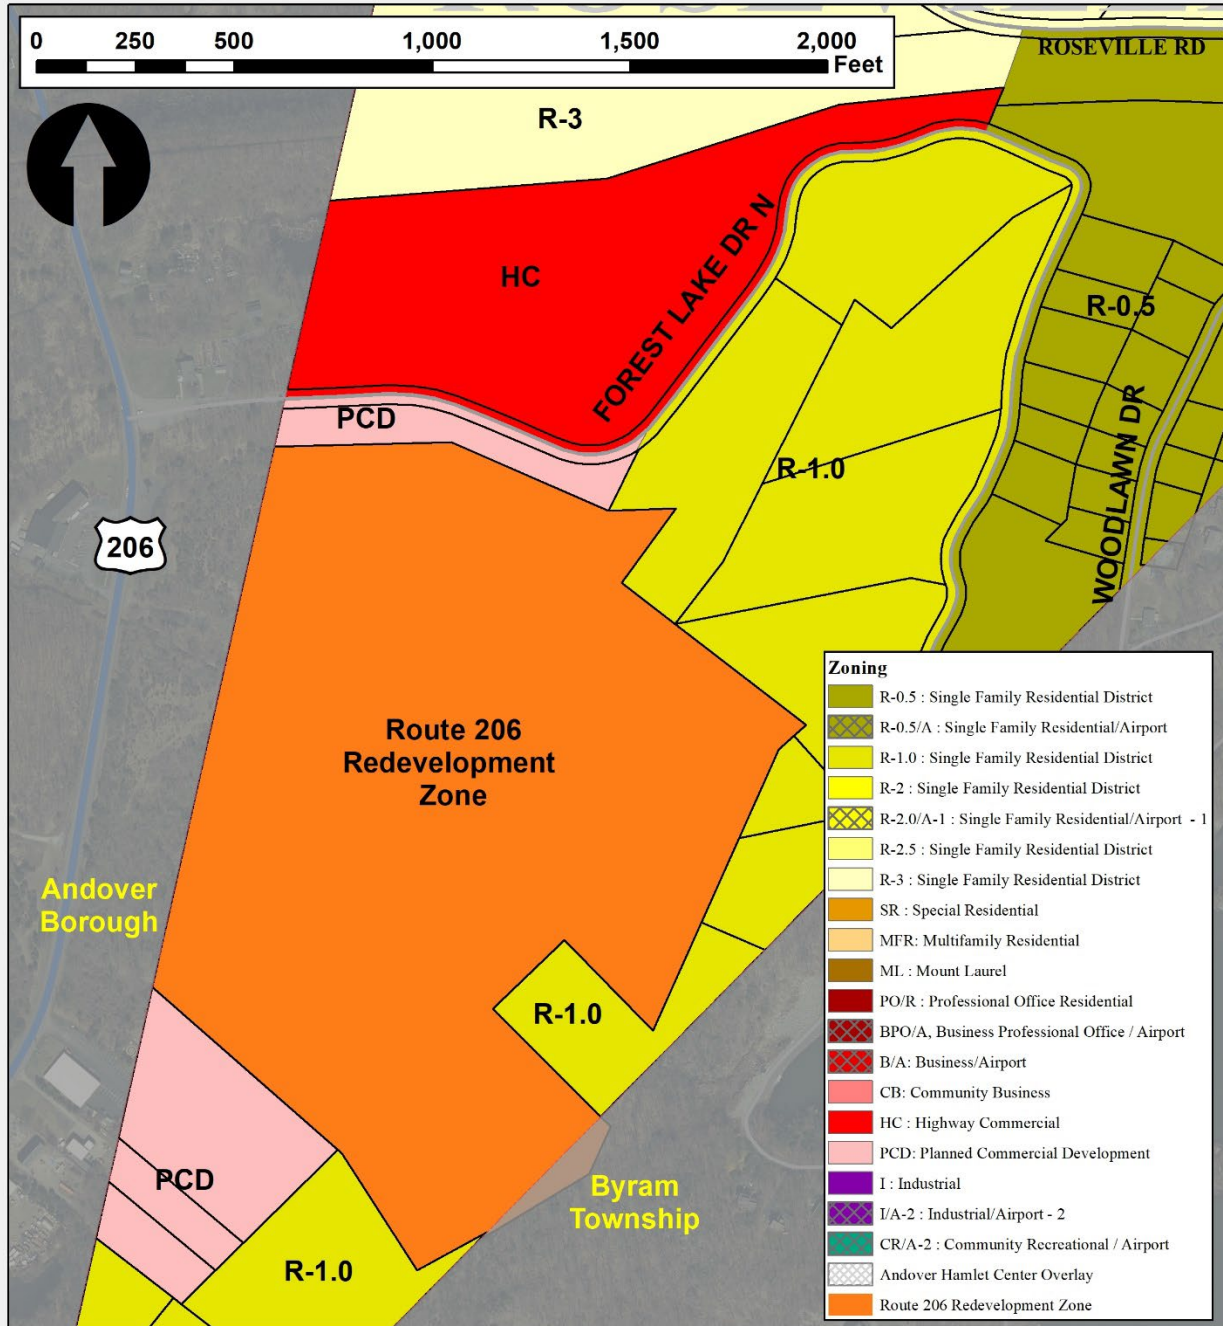 0 250 500 1,000 1,500 2,000
Feet
ROSEVILLE RD
R-3
HC
FOREST LAKE DR N
R-0.5
PCD
R-1.0
WOODLAWN DR
206
Route 206
Redevelopment
Zone
Andover
Borough
R-1.0
PCD
Byram
Township
R-1.0
Zoning
R-0.5 : Single Family Residential District
R-0.5/A : Single Family Residential/Airport
R-1.0 : Single Family Residential District
R-2 : Single Family Residential District
R-2.0/A-1 : Single Family Residential/Airport - 1
R-2.5 : Single Family Residential District
R-3 : Single Family Residential District
SR : Special Residential
MFR: Multifamily Residential
ML : Mount Laurel
PO/R : Professional Office Residential
BPO/A, Business Professional Office / Airport
B/A: Business/Airport
CB: Community Business
HC : Highway Commercial
PCD: Planned Commercial Development
I : Industrial
I/A-2 : Industrial/Airport - 2
CR/A-2 : Community Recreational / Airport
Andover Hamlet Center Overlay
Route 206 Redevelopment Zone